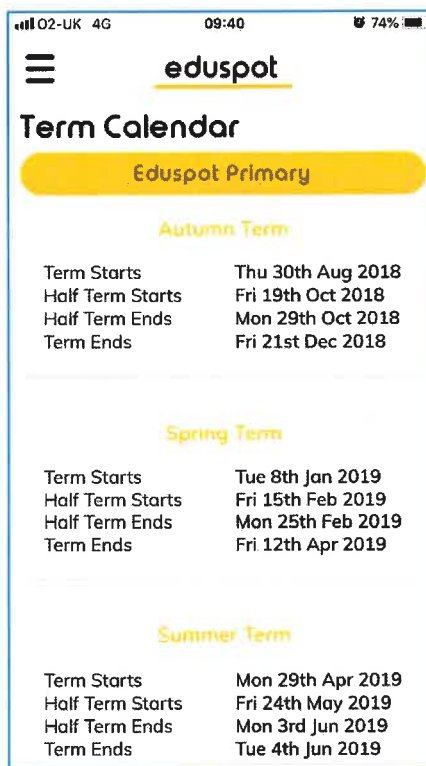 O2-UK 4G 09:40 74%
eduspot
Term Calendar
Eduspot Primary
Autumn Term
Term Starts Thu 30th Aug 2018
Half Term Starts Fri 19th Oct 2018
Half Term Ends Mon 29th Oct 2018
Term Ends Fri 21st Dec 2018
Spring Term
Term Starts Tue 8th Jan 2019
Half Term Starts Fri 15th Feb 2019
Half Term Ends Mon 25th Feb 2019
Term Ends Fri 12th Apr 2019
Summer Term
Term Starts Mon 29th Apr 2019
Half Term Starts Fri 24th May 2019
Half Term Ends Mon 3rd Jun 2019
Term Ends Tue 4th Jun 2019